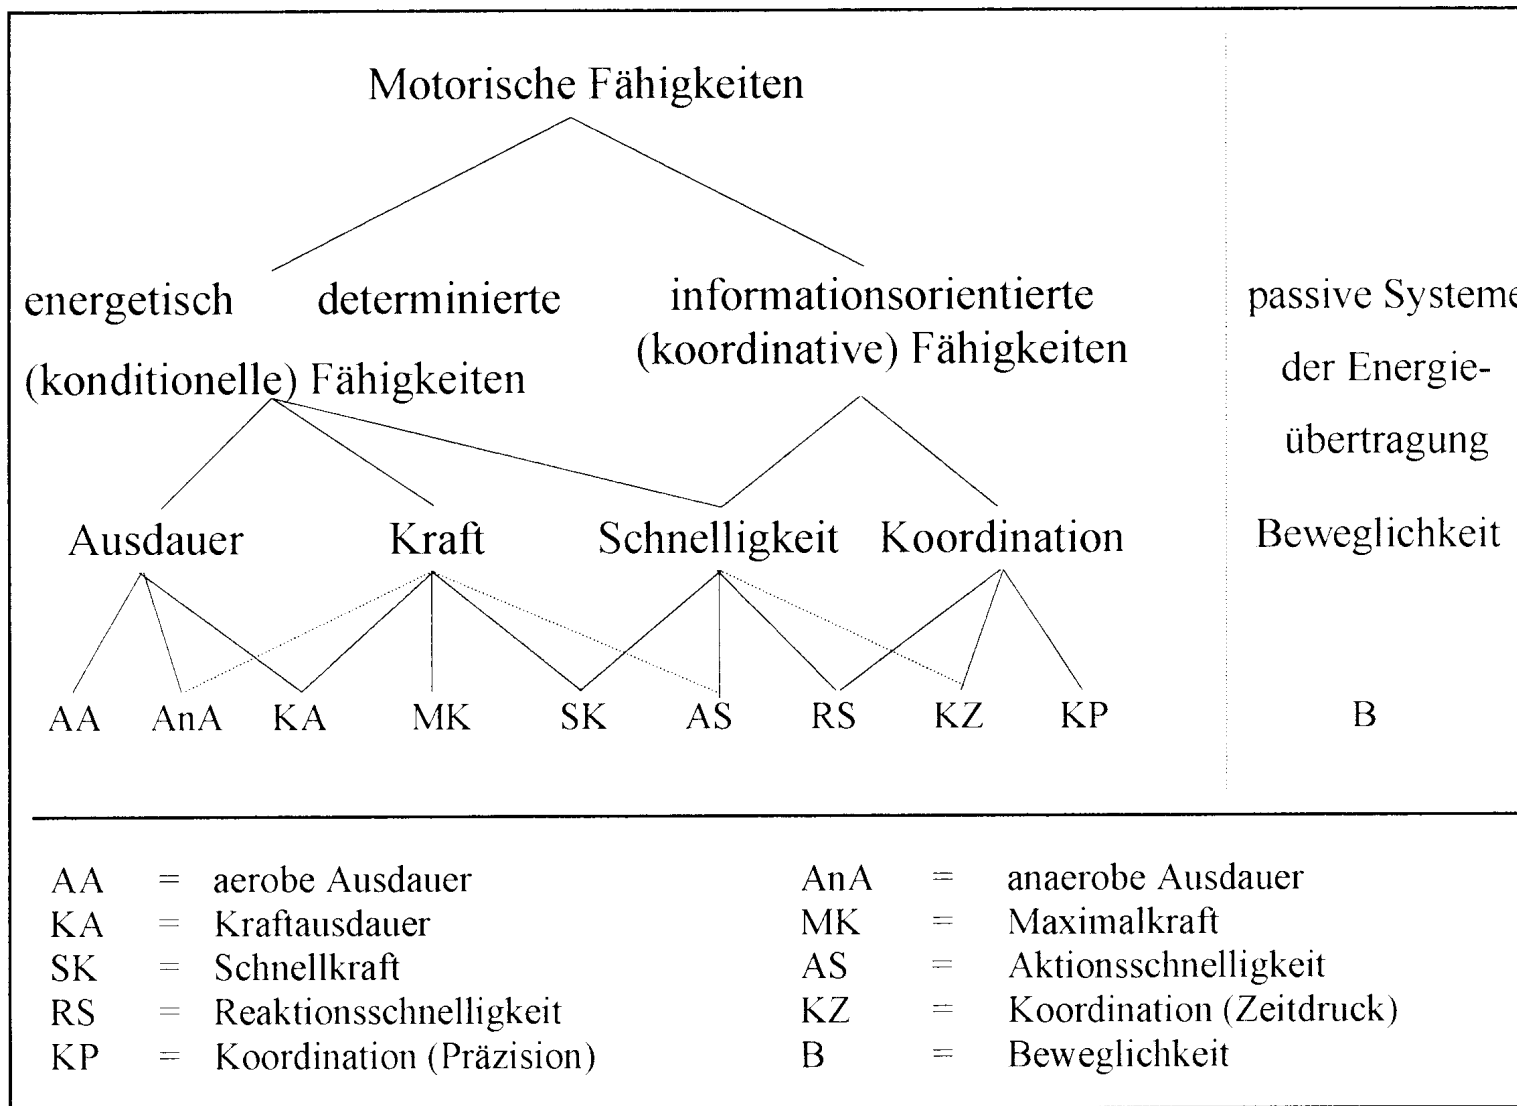 Motorische Fähigkeiten
energetisch determinierte
(konditionelle) Fähigkeiten
informationsorientierte
(koordinative) Fähigkeiten
passive Systeme
der Energie-
übertragung
Ausdauer Kraft Schnelligkeit Koordination Beweglichkeit
AA AnA KA MK SK AS RS KZ KP B
AA = aerobe Ausdauer AnA = anaerobe Ausdauer
KA = Kraftausdauer MK = Maximalkraft
SK = Schnellkraft AS = Aktionsschnelligkeit
RS = Reaktionsschnelligkeit KZ = Koordination (Zeitdruck)
KP = Koordination (Präzision) B = Beweglichkeit